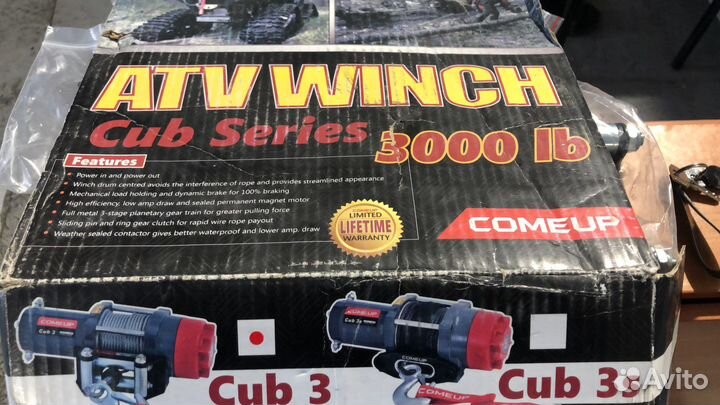 ATV WINCH
Cub Series 3000 lb
Features
• Power in and power out
• Winch drum centred avoids the interference of rope and provides streamlined appearance
• Mechanical load holding and dynamic brake for 100% braking
• High efficiency, low amp draw and sealed permanent magnet motor
• Full metal 3-stage planetary gear train for greater pulling force
• Sliding pin and ring gear clutch for rapid wire rope payout
• Weather sealed contactor gives better waterproof and lower amp. draw
COMEUP
LIMITED
LIFETIME
WARRANTY
COMEUP
COMEUP
Cub 3
COMEUP
Cub 3s
COMEUP
Cub 3
Cub 3s
Avito